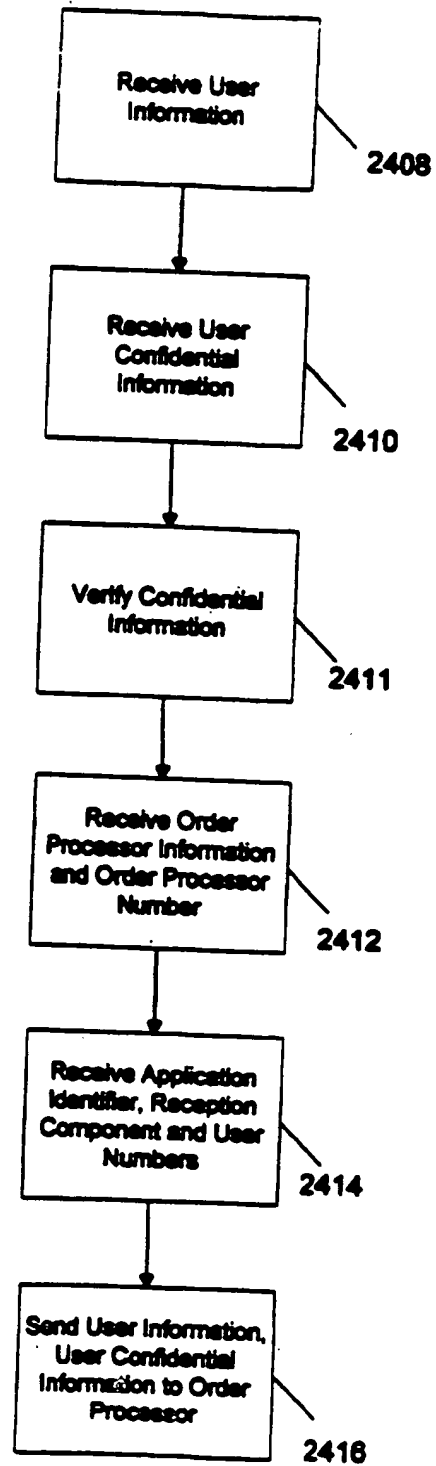 Receive User
Information
2408
Receive User
Confidential
Information
2410
Verify Confidential
Information
2411
Receive Order
Processor Information
and Order Processor
Number
2412
Receive Application
Identifier, Reception
Component and User
Numbers
2414
Send User Information,
User Confidential
Information to Order
Processor
2416